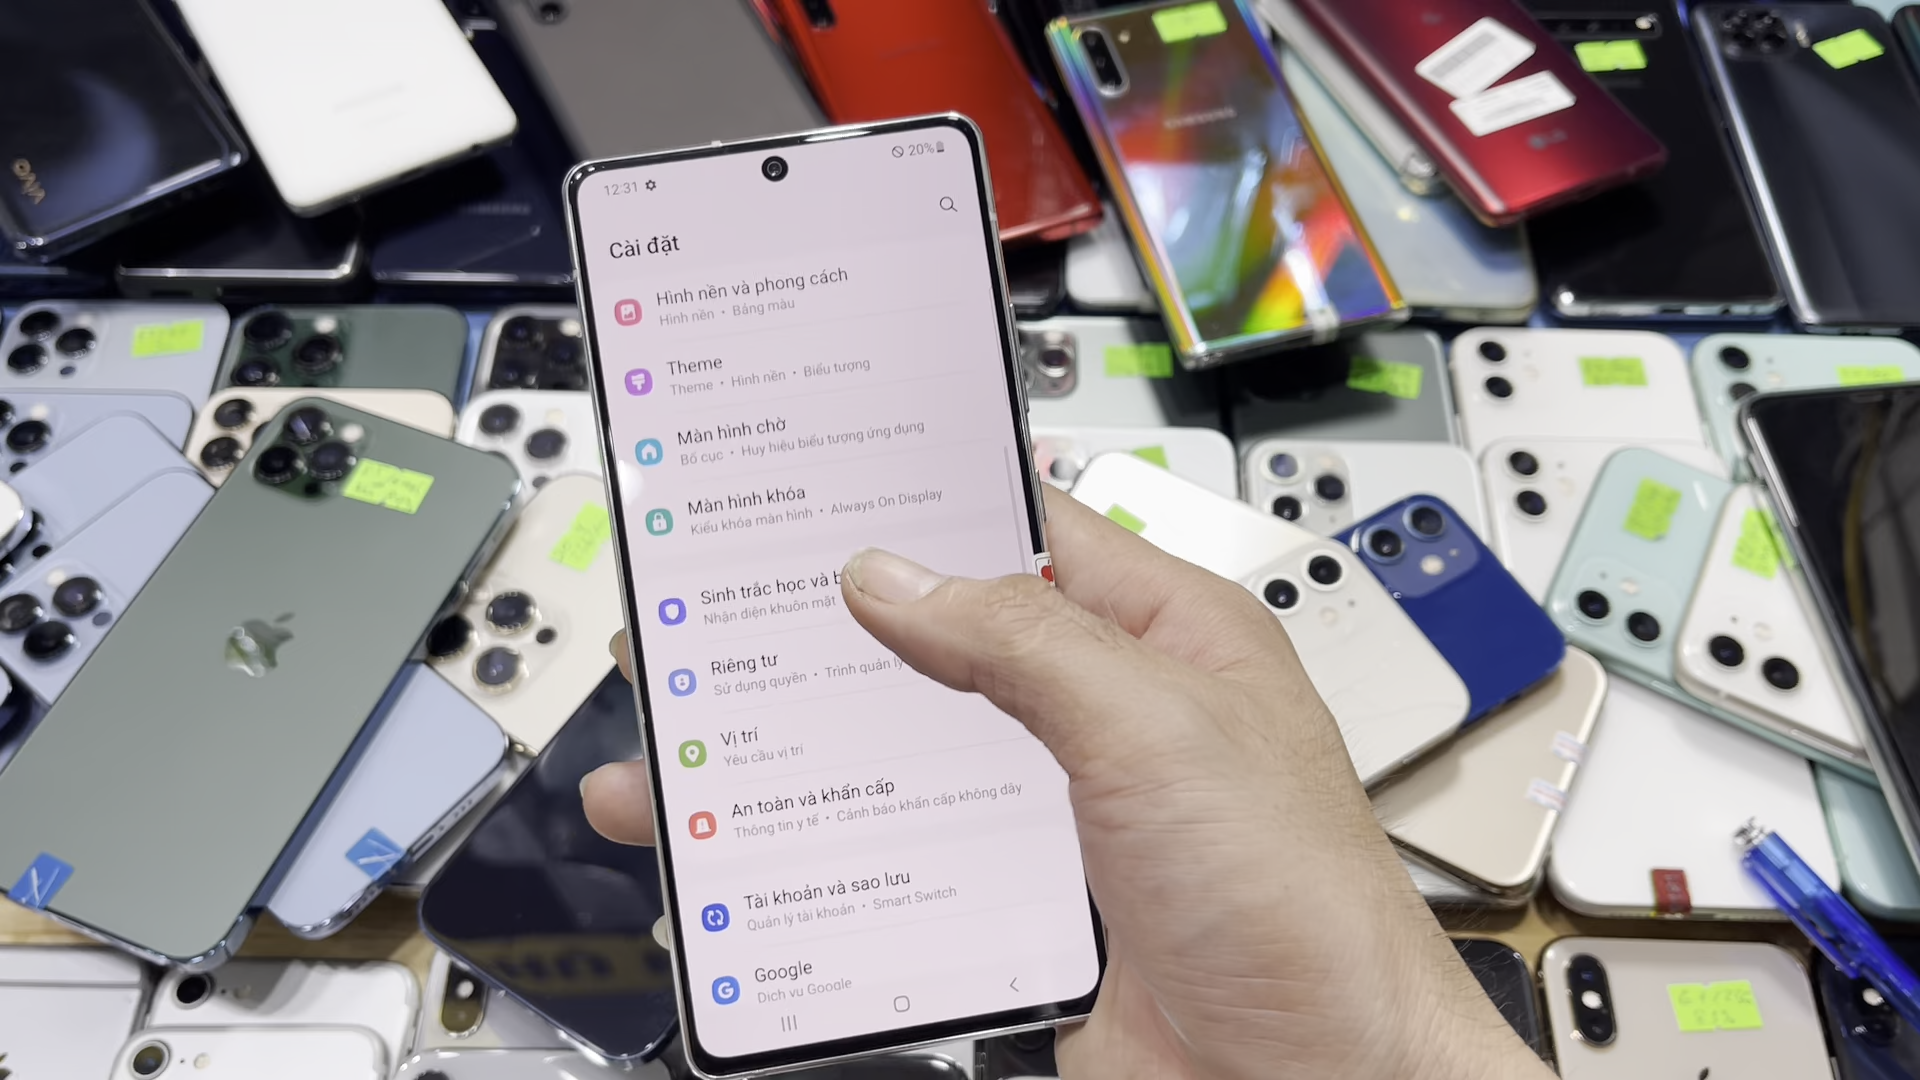 12:31
20%
Cài đặt
Hình nền và phong cách
Hình nền • Bảng màu
Theme
Theme • Hình nền • Biểu tượng
Màn hình chờ
Bố cục • Huy hiệu biểu tượng ứng dụng
Màn hình khóa
Kiểu khóa màn hình • Always On Display
Sinh trắc học và b
Nhận diện khuôn mặt
Riêng tư
Sử dụng quyền • Trình quản lý
Vị trí
Yêu cầu vị trí
An toàn và khẩn cấp
Thông tin y tế • Cảnh báo khẩn cấp không dây
Tài khoản và sao lưu
Quản lý tài khoản • Smart Switch
Google
Dịch vụ Google
SAMSUNG
LG
vivo